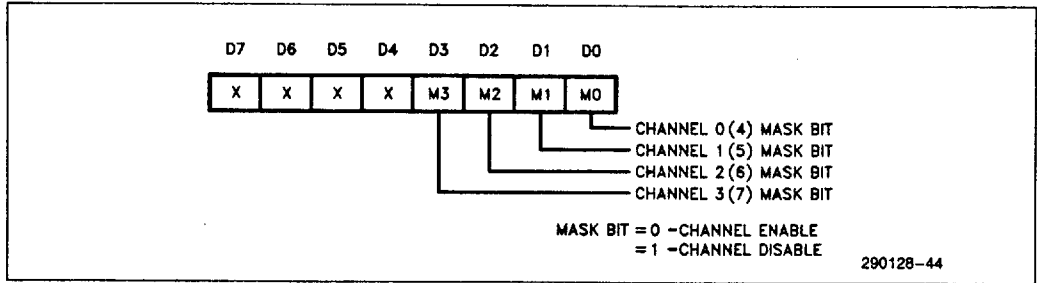 D7 D6 D5 D4 D3 D2 D1 D0
X X X X M3 M2 M1 M0
CHANNEL 0(4) MASK BIT
CHANNEL 1(5) MASK BIT
CHANNEL 2(6) MASK BIT
CHANNEL 3(7) MASK BIT
MASK BIT = 0 -CHANNEL ENABLE
= 1 -CHANNEL DISABLE
290128-44